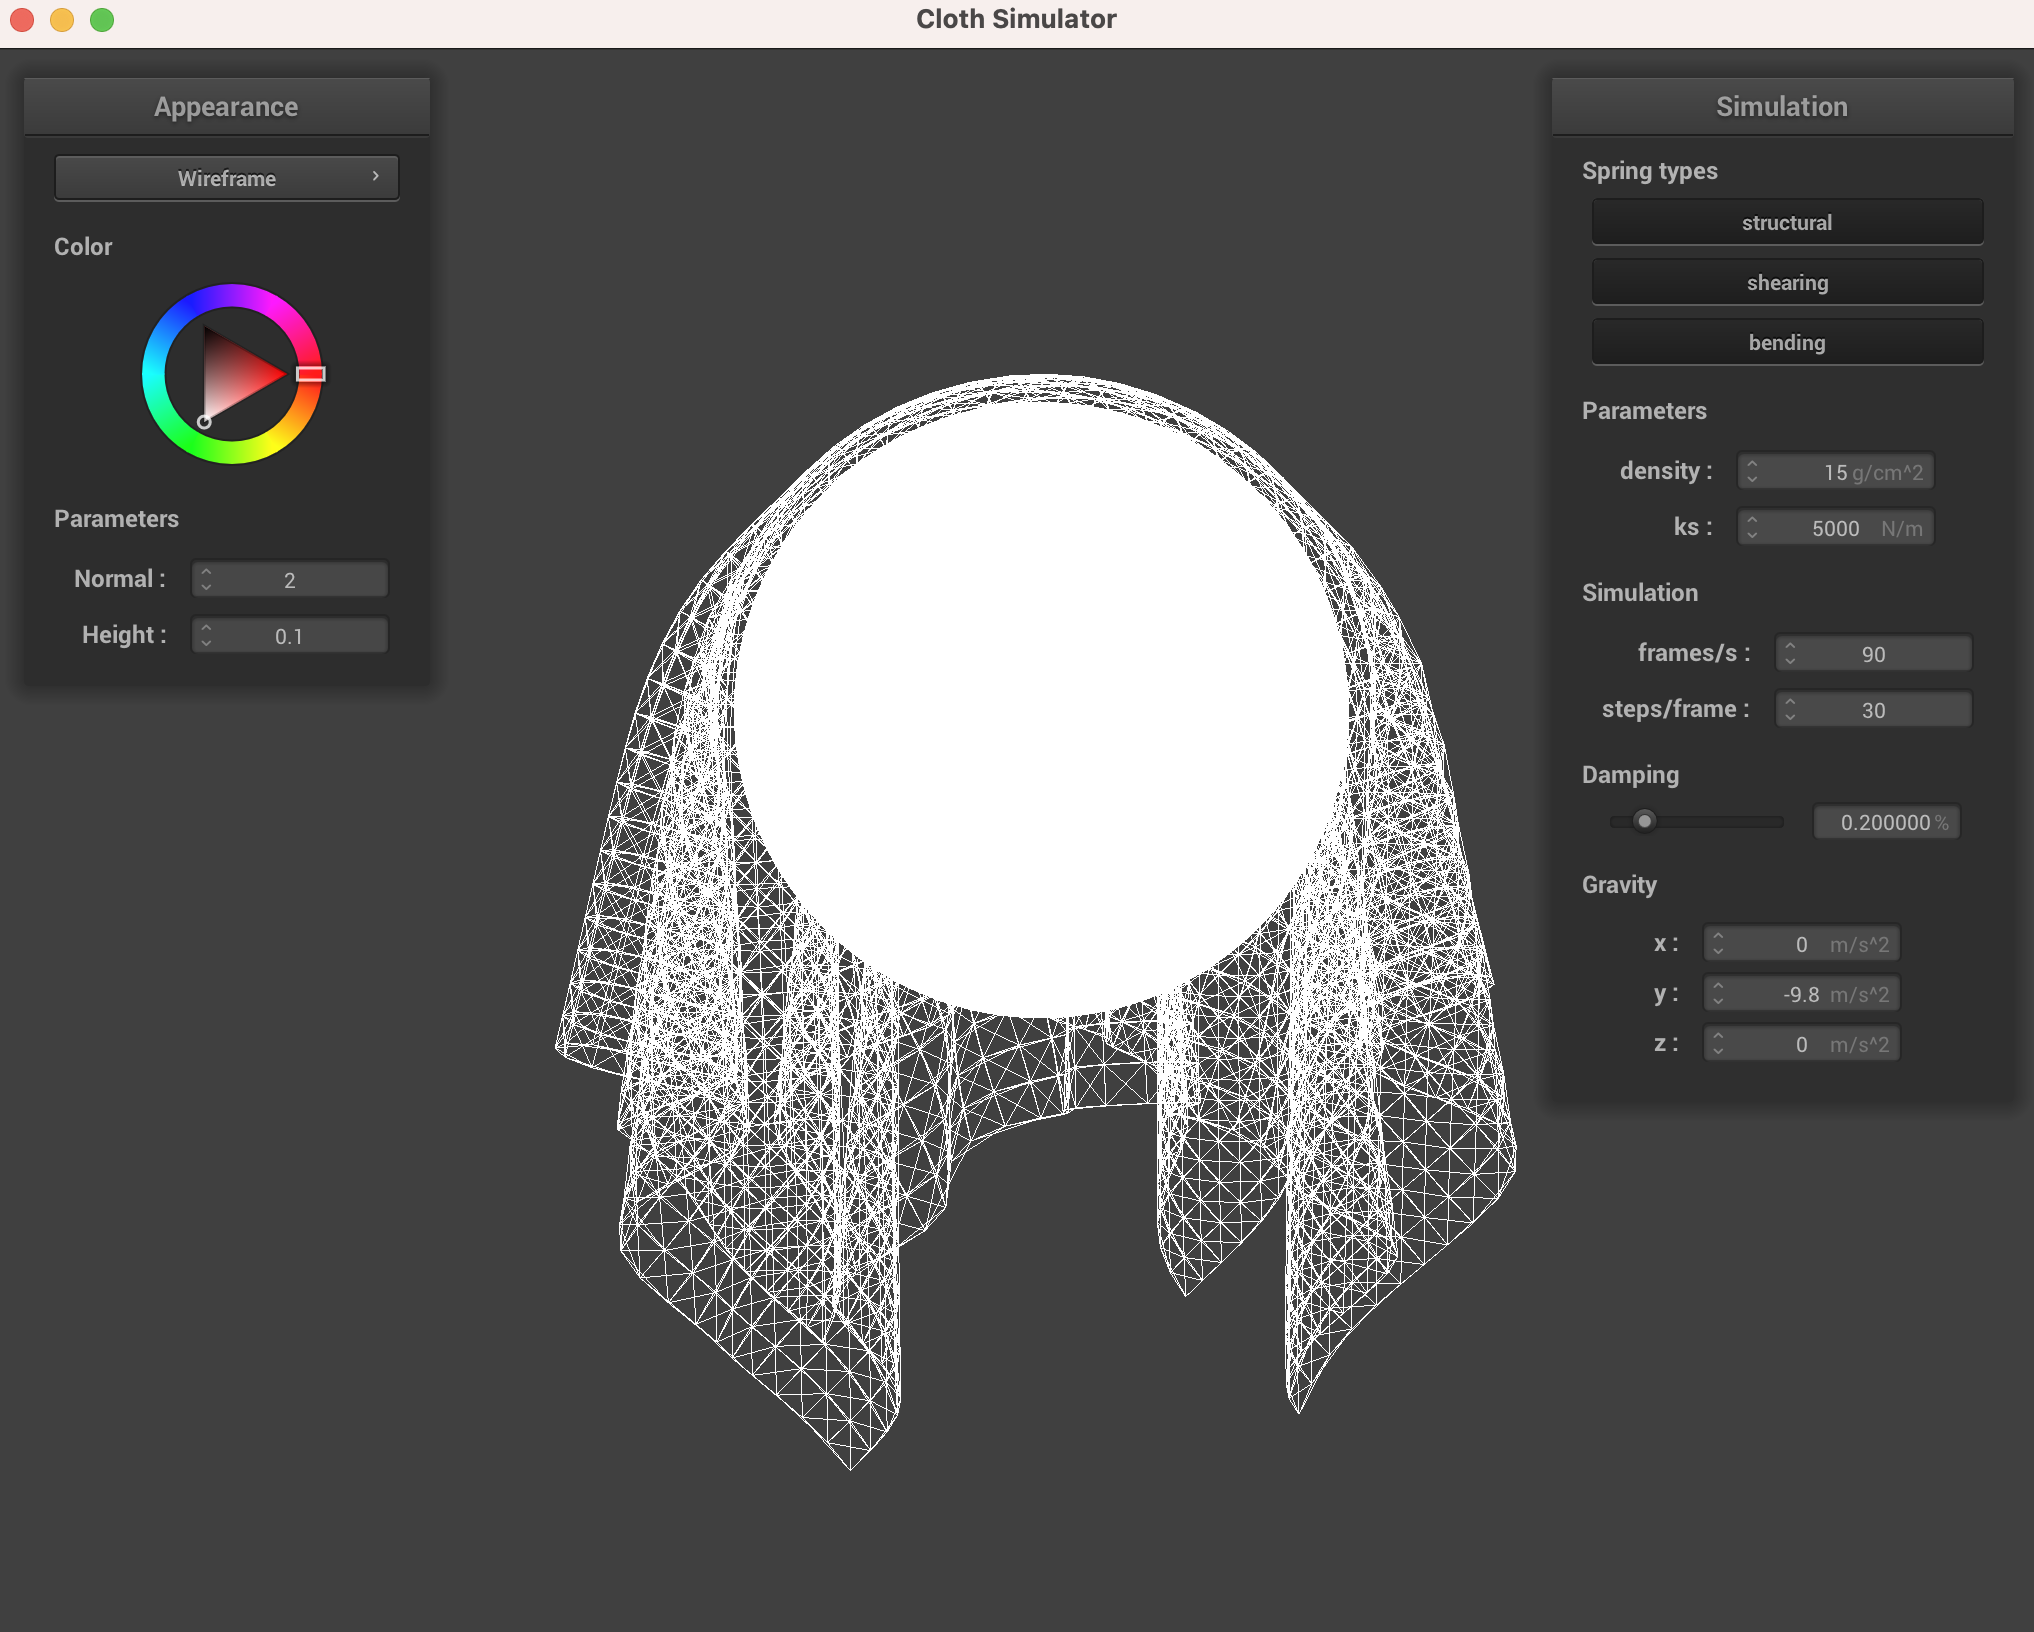 Cloth Simulator
Appearance
Wireframe
Color
Parameters
Normal : 2
Height : 0.1
Simulation
Spring types
structural
shearing
bending
Parameters
density : 15 g/cm^2
ks : 5000 N/m
Simulation
frames/s : 90
steps/frame : 30
Damping
0.200000 %
Gravity
x : 0 m/s^2
y : -9.8 m/s^2
z : 0 m/s^2